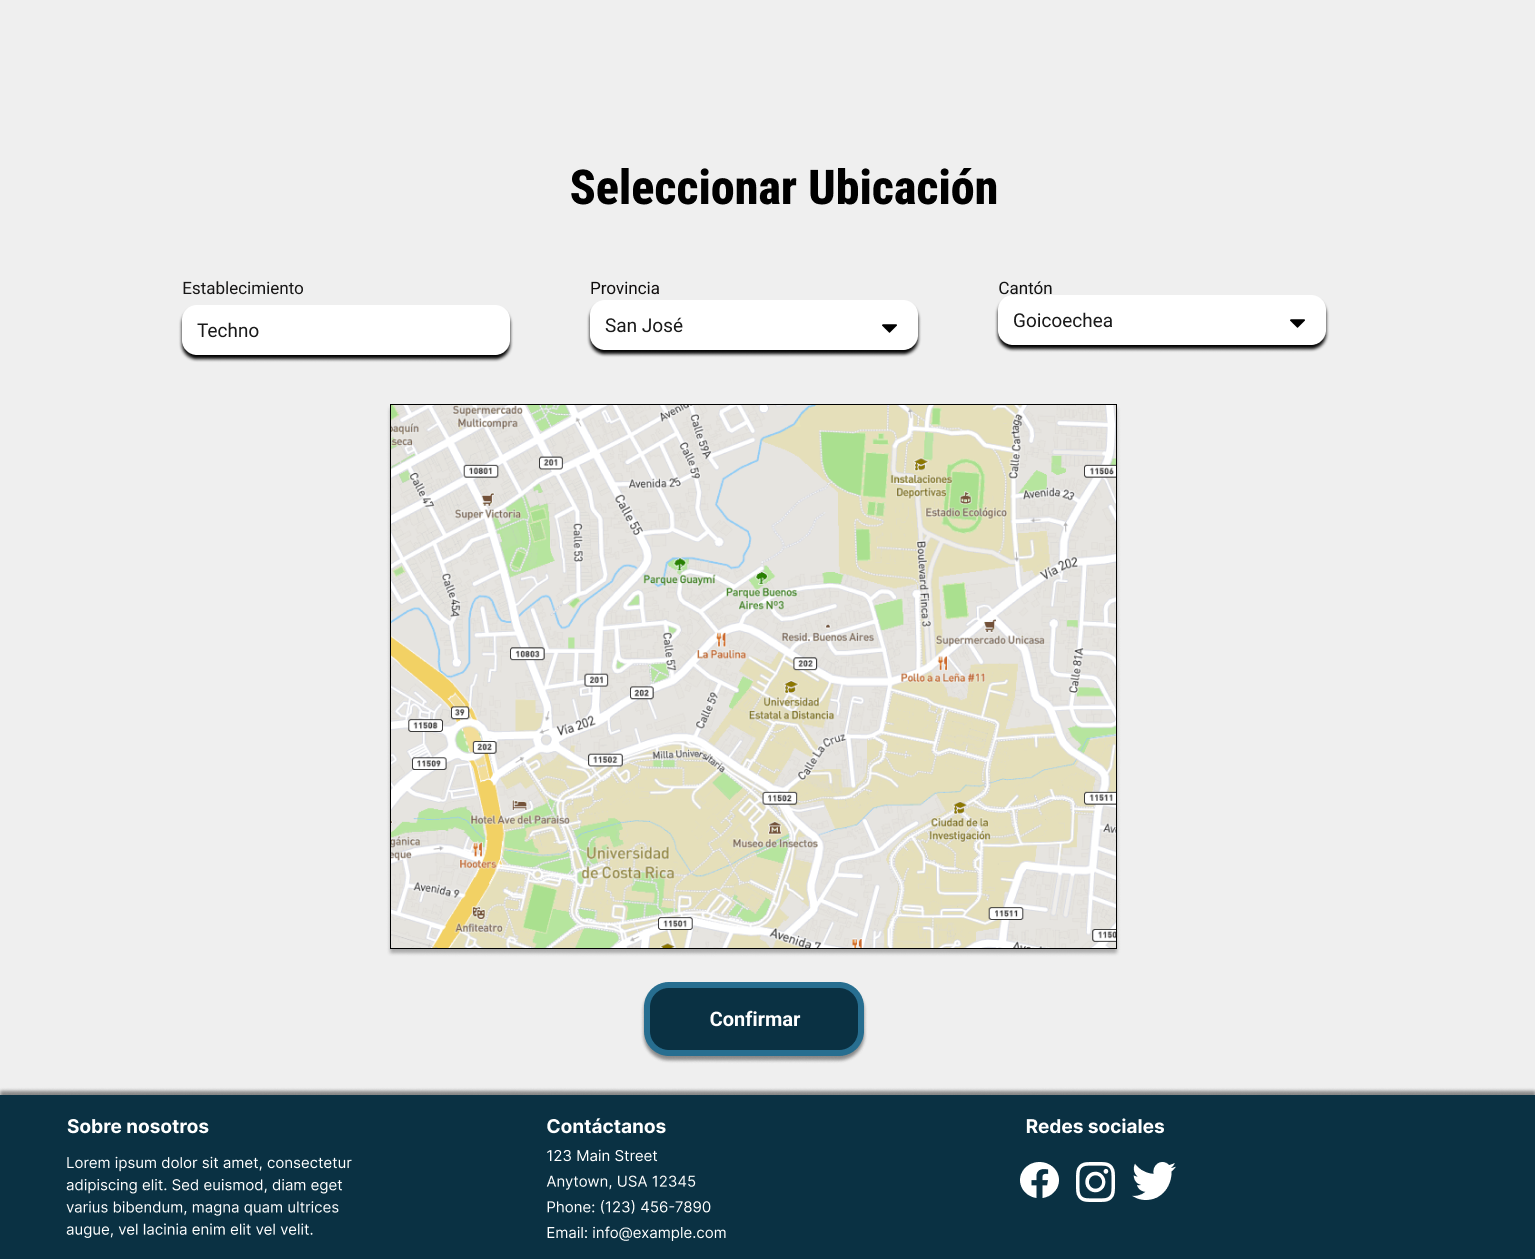 Seleccionar Ubicación
Establecimiento
Provincia
Cantón
Techno
San José
Goicoechea
Supermercado
Multicompra
aquín
seca
Avenid
Calle 59A
Calle 59
Calle Cartago
10801
201
11506
Calle 47
Avenida 25
Instalaciones
Deportivas
Avenida 23
Super Victoria
Calle 55
Estadio Ecológico
Calle 53
Boulevard Finca 3
Vía 202
Calle 45A
Parque Guaymí
Parque Buenos
Aires Nº3
Resid. Buenos Aires
Supermercado Unicasa
10803
Calle 57
La Paulina
202
Calle 81A
201
202
Pollo a a Leña #11
39
11508
Vía 202
Calle 59
Universidad
Estatal a Distancia
202
11509
11502
Milla Universitaria
Calle La Cruz
11502
11511
Hotel Ave del Paraiso
Ciudad de la
Investigación
Av
gánica
eque
Hooters
Museo de Insectos
Universidad
de Costa Rica
Avenida 9
Anfiteatro
11501
Avenida 7
11511
1150
Av
Confirmar
Sobre nosotros
Lorem ipsum dolor sit amet, consectetur
adipiscing elit. Sed euismod, diam eget
varius bibendum, magna quam ultrices
augue, vel lacinia enim elit vel velit.
Contáctanos
123 Main Street
Anytown, USA 12345
Phone: (123) 456-7890
Email: info@example.com
Redes sociales